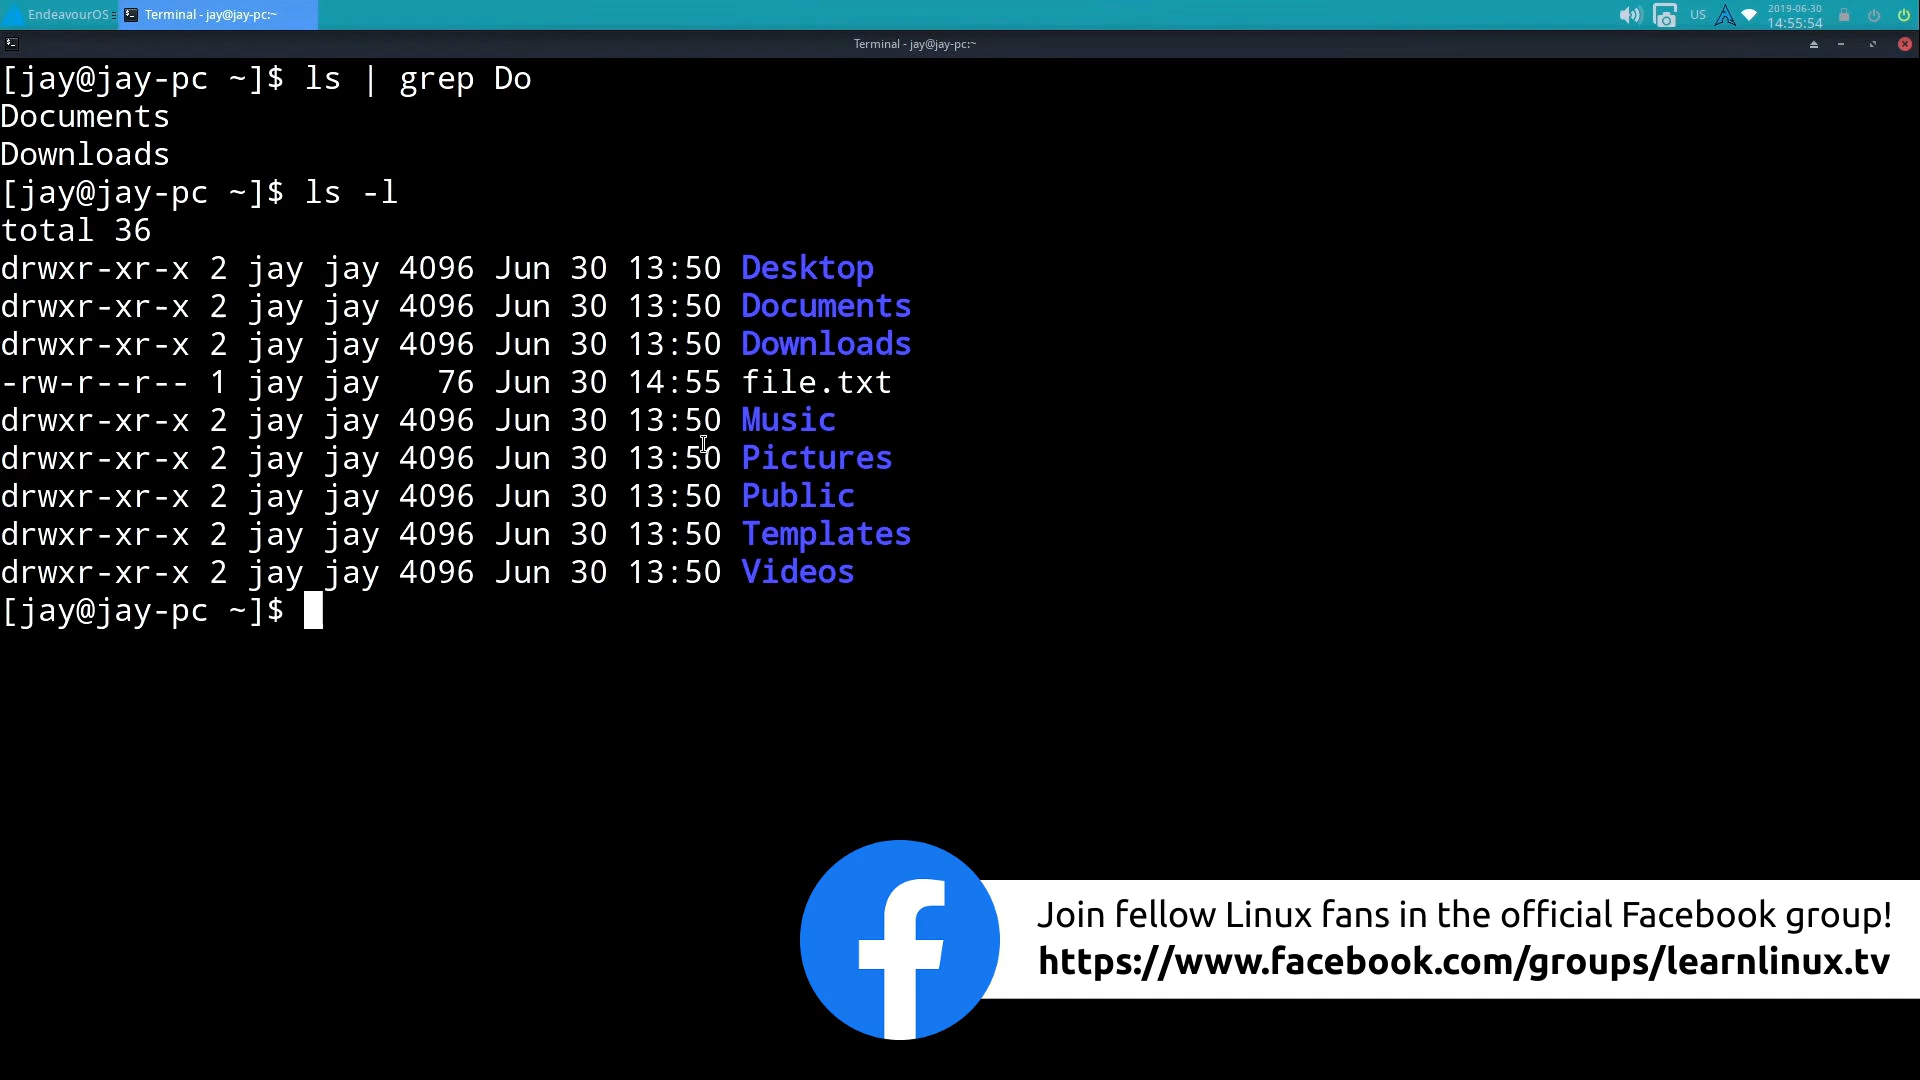 EndeavourOS
Terminal - jay@jay-pc:~
US
2019-06-30
14:55:54
Terminal - jay@jay-pc:~
[jay@jay-pc ~]$ ls | grep Do
Documents
Downloads
[jay@jay-pc ~]$ ls -l
total 36
drwxr-xr-x 2 jay jay 4096 Jun 30 13:50 Desktop
drwxr-xr-x 2 jay jay 4096 Jun 30 13:50 Documents
drwxr-xr-x 2 jay jay 4096 Jun 30 13:50 Downloads
-rw-r--r-- 1 jay jay   76 Jun 30 14:55 file.txt
drwxr-xr-x 2 jay jay 4096 Jun 30 13:50 Music
drwxr-xr-x 2 jay jay 4096 Jun 30 13:50 Pictures
drwxr-xr-x 2 jay jay 4096 Jun 30 13:50 Public
drwxr-xr-x 2 jay jay 4096 Jun 30 13:50 Templates
drwxr-xr-x 2 jay jay 4096 Jun 30 13:50 Videos
[jay@jay-pc ~]$
Join fellow Linux fans in the official Facebook group!
https://www.facebook.com/groups/learnlinux.tv